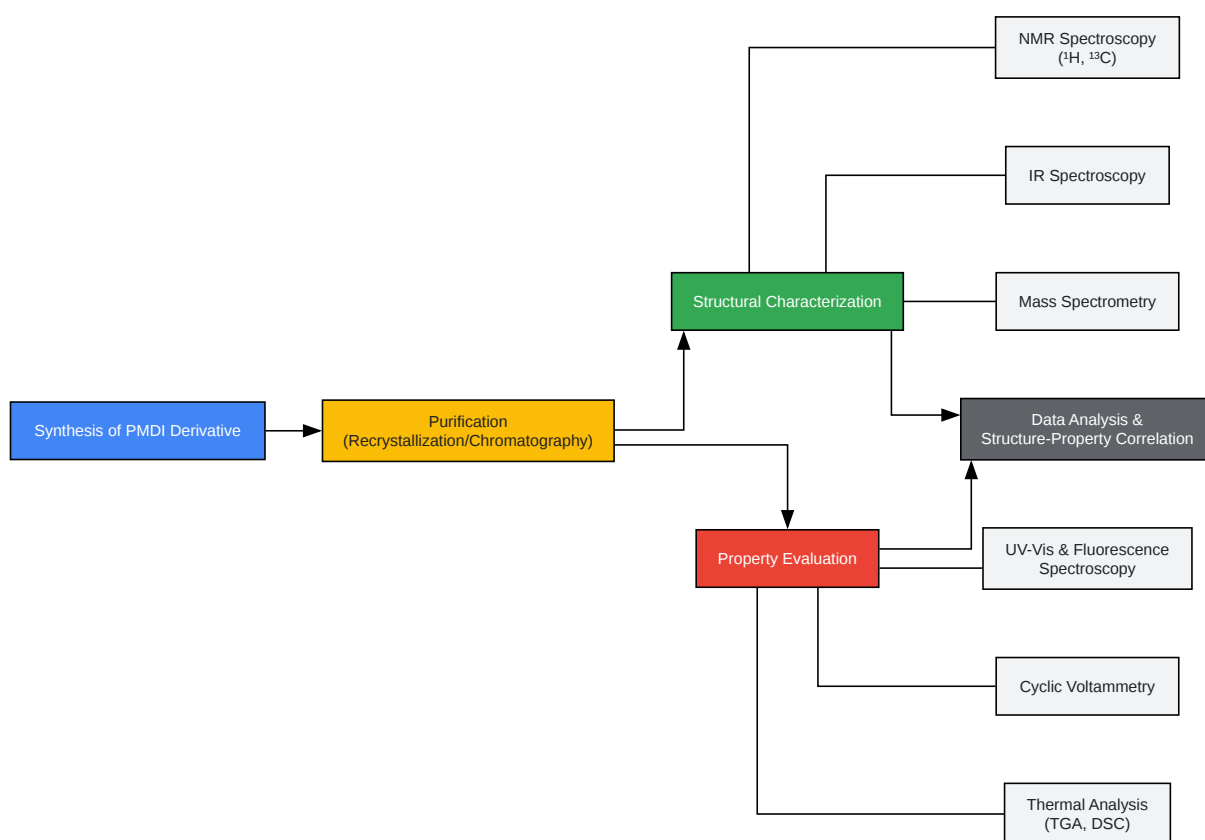 NMR Spectroscopy
(¹H, ¹³C)
IR Spectroscopy
Structural Characterization
Mass Spectrometry
Synthesis of PMDI Derivative
Purification
(Recrystallization/Chromatography)
Data Analysis &
Structure-Property Correlation
Property Evaluation
UV-Vis & Fluorescence
Spectroscopy
Cyclic Voltammetry
Thermal Analysis
(TGA, DSC)